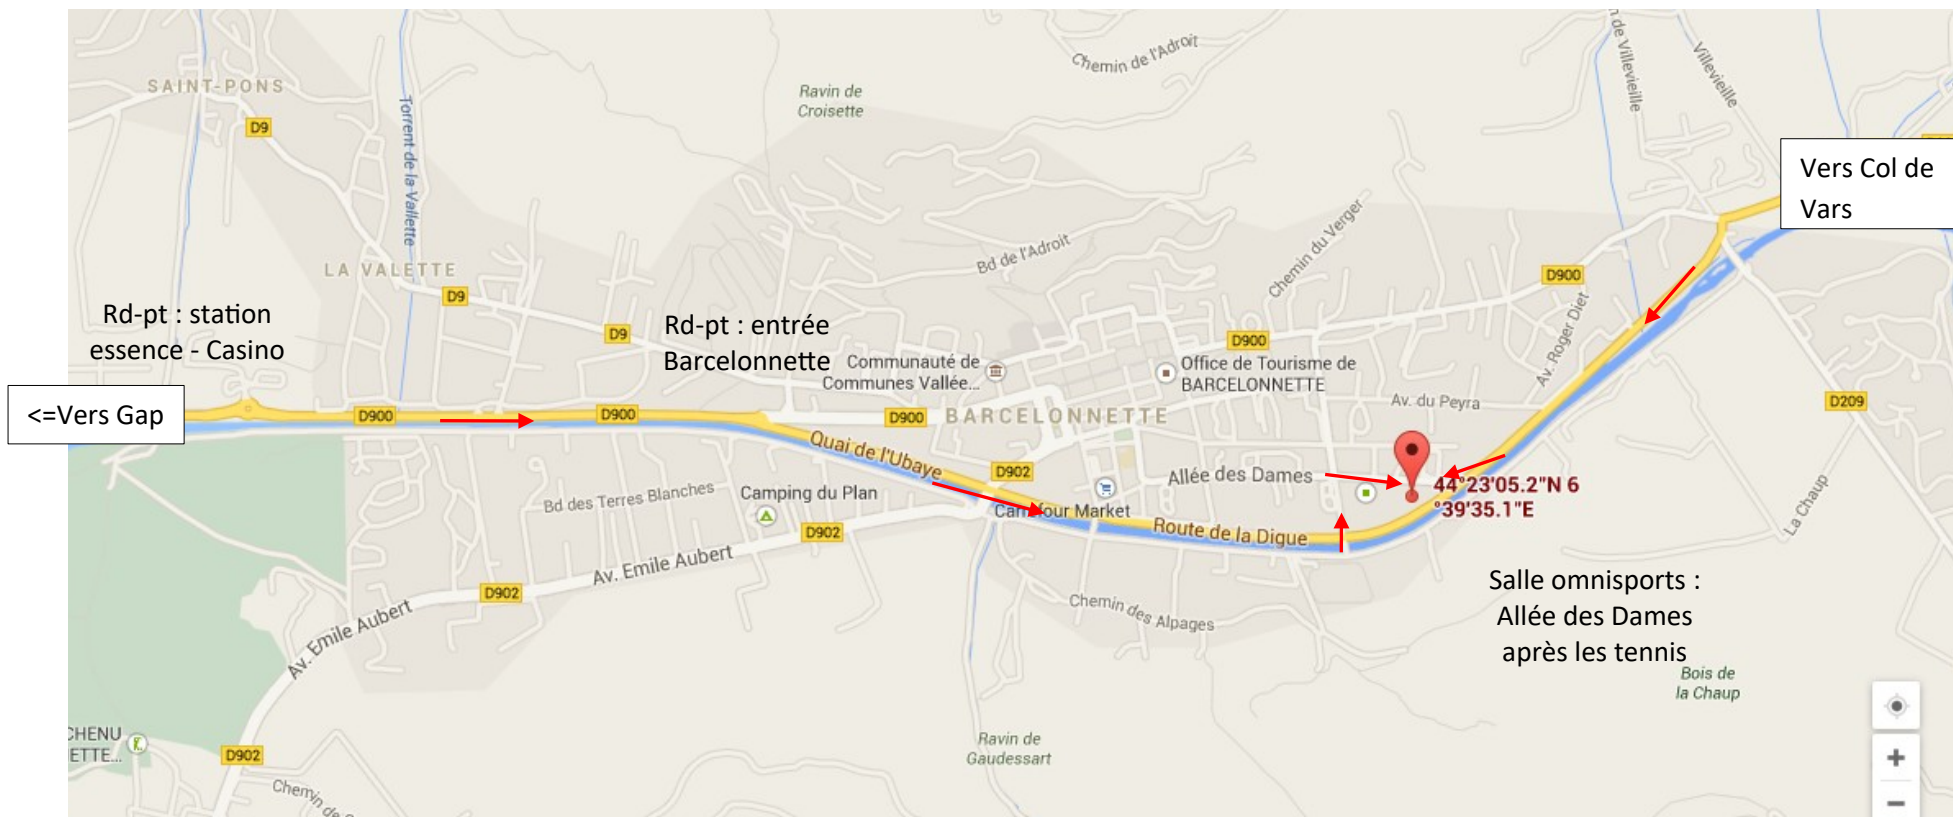 Chemin de l'Adroit
n de Villevieille
Villevieille
SAINT-PONS
Ravin de
Croisette
D9
Torrent de la Vallette
Vers Col de
Vars
Chemin du Verger
Bd de l'Adroit
LA VALETTE
D900
D9
Rd-pt : station
essence - Casino
Rd-pt : entrée
Barcelonnette
D9
Av. Roger Diet
D900
Communauté de
Communes Vallée...
Office de Tourisme de
BARCELONNETTE
<=Vers Gap
D900
D900
D900
BARCELONNETTE
Av. du Peyra
D209
Quai de l'Ubaye
D902
Allée des Dames
44°23'05.2"N 6
°39'35.1"E
Bd des Terres Blanches
Camping du Plan
Carrefour Market
La Chaup
D902
Route de la Digue
Av. Emile Aubert
D902
Salle omnisports :
Allée des Dames
après les tennis
Av. Emile Aubert
Chemin des Alpages
Bois de
la Chaup
CHENU
ETTE...
D902
Ravin de
Gaudessart
Chemin de
+
−